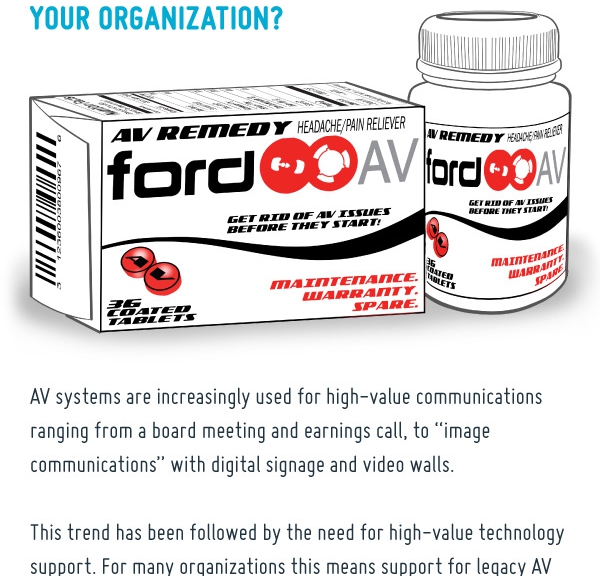 YOUR ORGANIZATION?
AV REMEDY HEADACHE/PAIN RELIEVER
ford AV
GET RID OF AV ISSUES
BEFORE THEY START!
MAINTENANCE.
WARRANTY.
SPARE.
36
COATED
TABLETS
AV REMEDY HEADACHE/PAIN RELIEVER
ford AV
GET RID OF AV ISSUES
BEFORE THEY START!
MAINTENANCE.
WARRANTY.
SPARE.
36
COATED
TABLETS
AV systems are increasingly used for high-value communications
ranging from a board meeting and earnings call, to “image
communications” with digital signage and video walls.
This trend has been followed by the need for high-value technology
support. For many organizations this means support for legacy AV